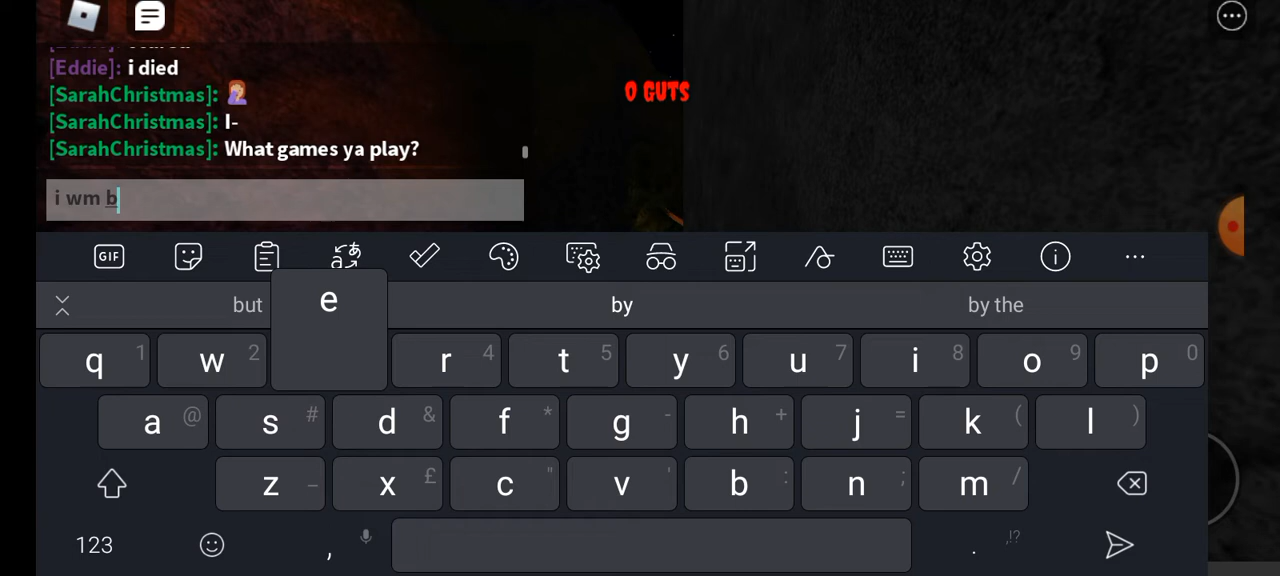 [Eddie]: i died
[SarahChristmas]: 🤦
[SarahChristmas]: I-
[SarahChristmas]: What games ya play?
0 GUTS
i wm b
GIF
but e by by the
q 1 w 2 r 4 t 5 y 6 u 7 i 8 o 9 p 0
a @ s # d & f * g - h + j = k ( l )
z _ x £ c " v ' b : n ; m /
123 , . ,!?